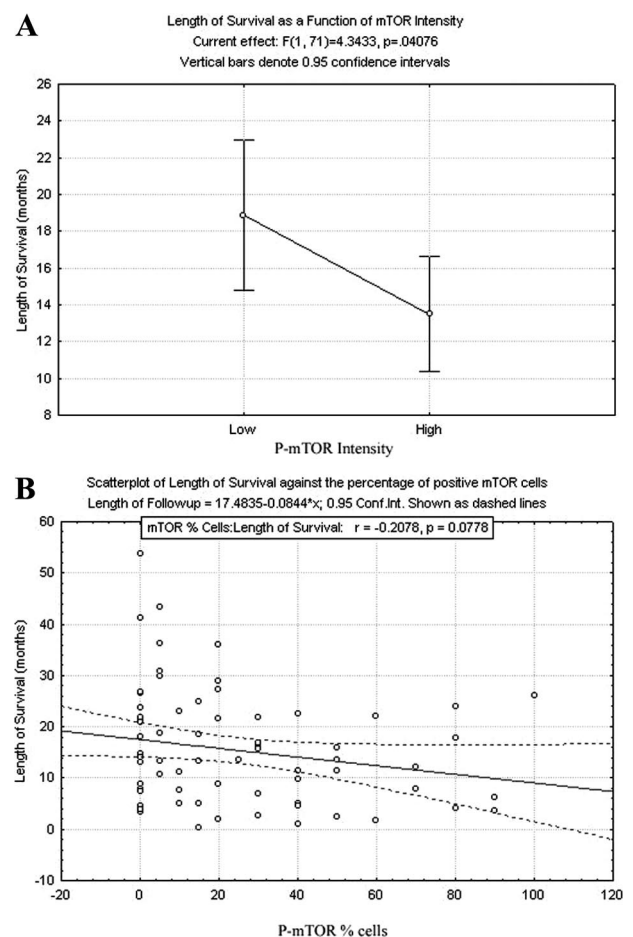 A
Length of Survival as a Function of mTOR Intensity
Current effect: F(1, 71)=4.3433, p=.04076
Vertical bars denote 0.95 confidence intervals
26
24
22
20
18
16
14
12
10
8
Length of Survival (months)
Low High
P-mTOR Intensity
B
Scatterplot of Length of Survival against the percentage of positive mTOR cells
Length of Followup = 17.4835-0.0844*x; 0.95 Conf.Int. Shown as dashed lines
mTOR % Cells:Length of Survival: r = -0.2078, p = 0.0778
60
50
40
30
20
10
0
-10
Length of Survival (months)
-20 0 20 40 60 80 100 120
P-mTOR % cells